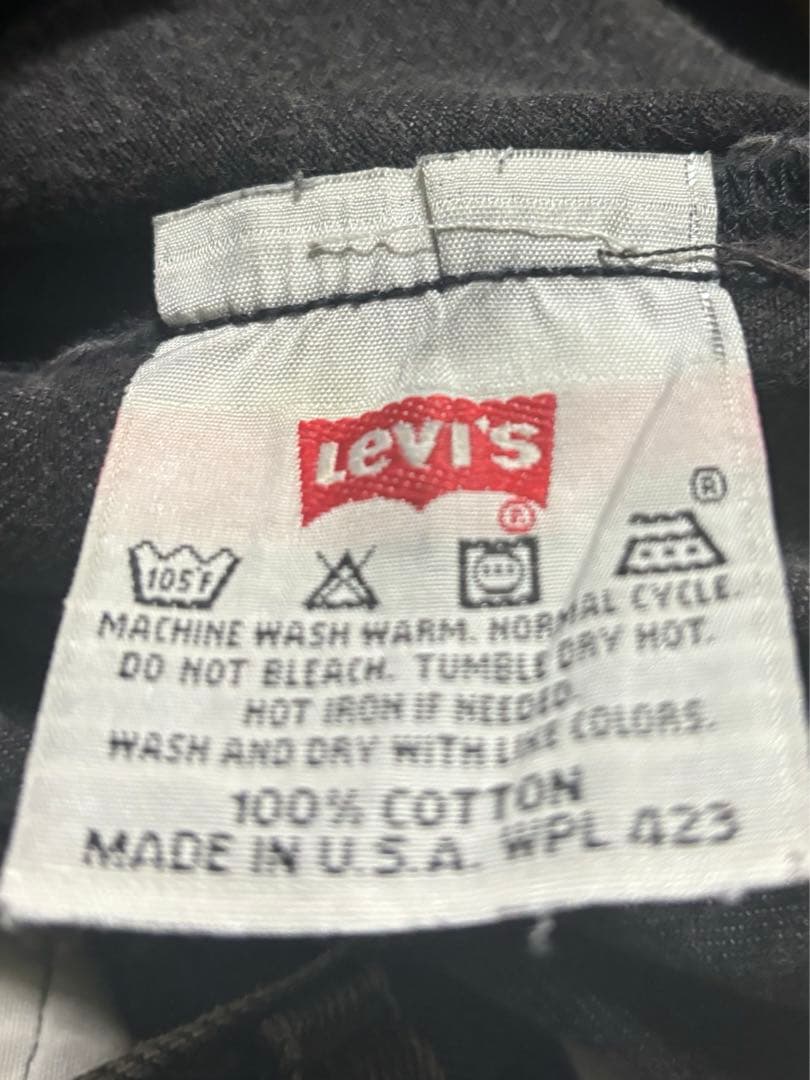 Levi's
®
®
105°F
MACHINE WASH WARM. NORMAL CYCLE.
DO NOT BLEACH. TUMBLE DRY HOT.
HOT IRON IF NEEDED.
WASH AND DRY WITH LIKE COLORS.
100% COTTON
MADE IN U.S.A. WPL 423